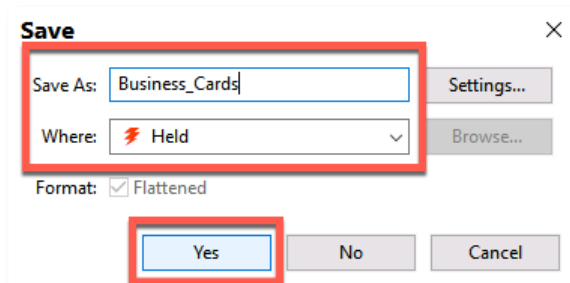 Save
Save As: Business_Cards Settings...
Where: Held Browse...
Format: Flattened
Yes No Cancel